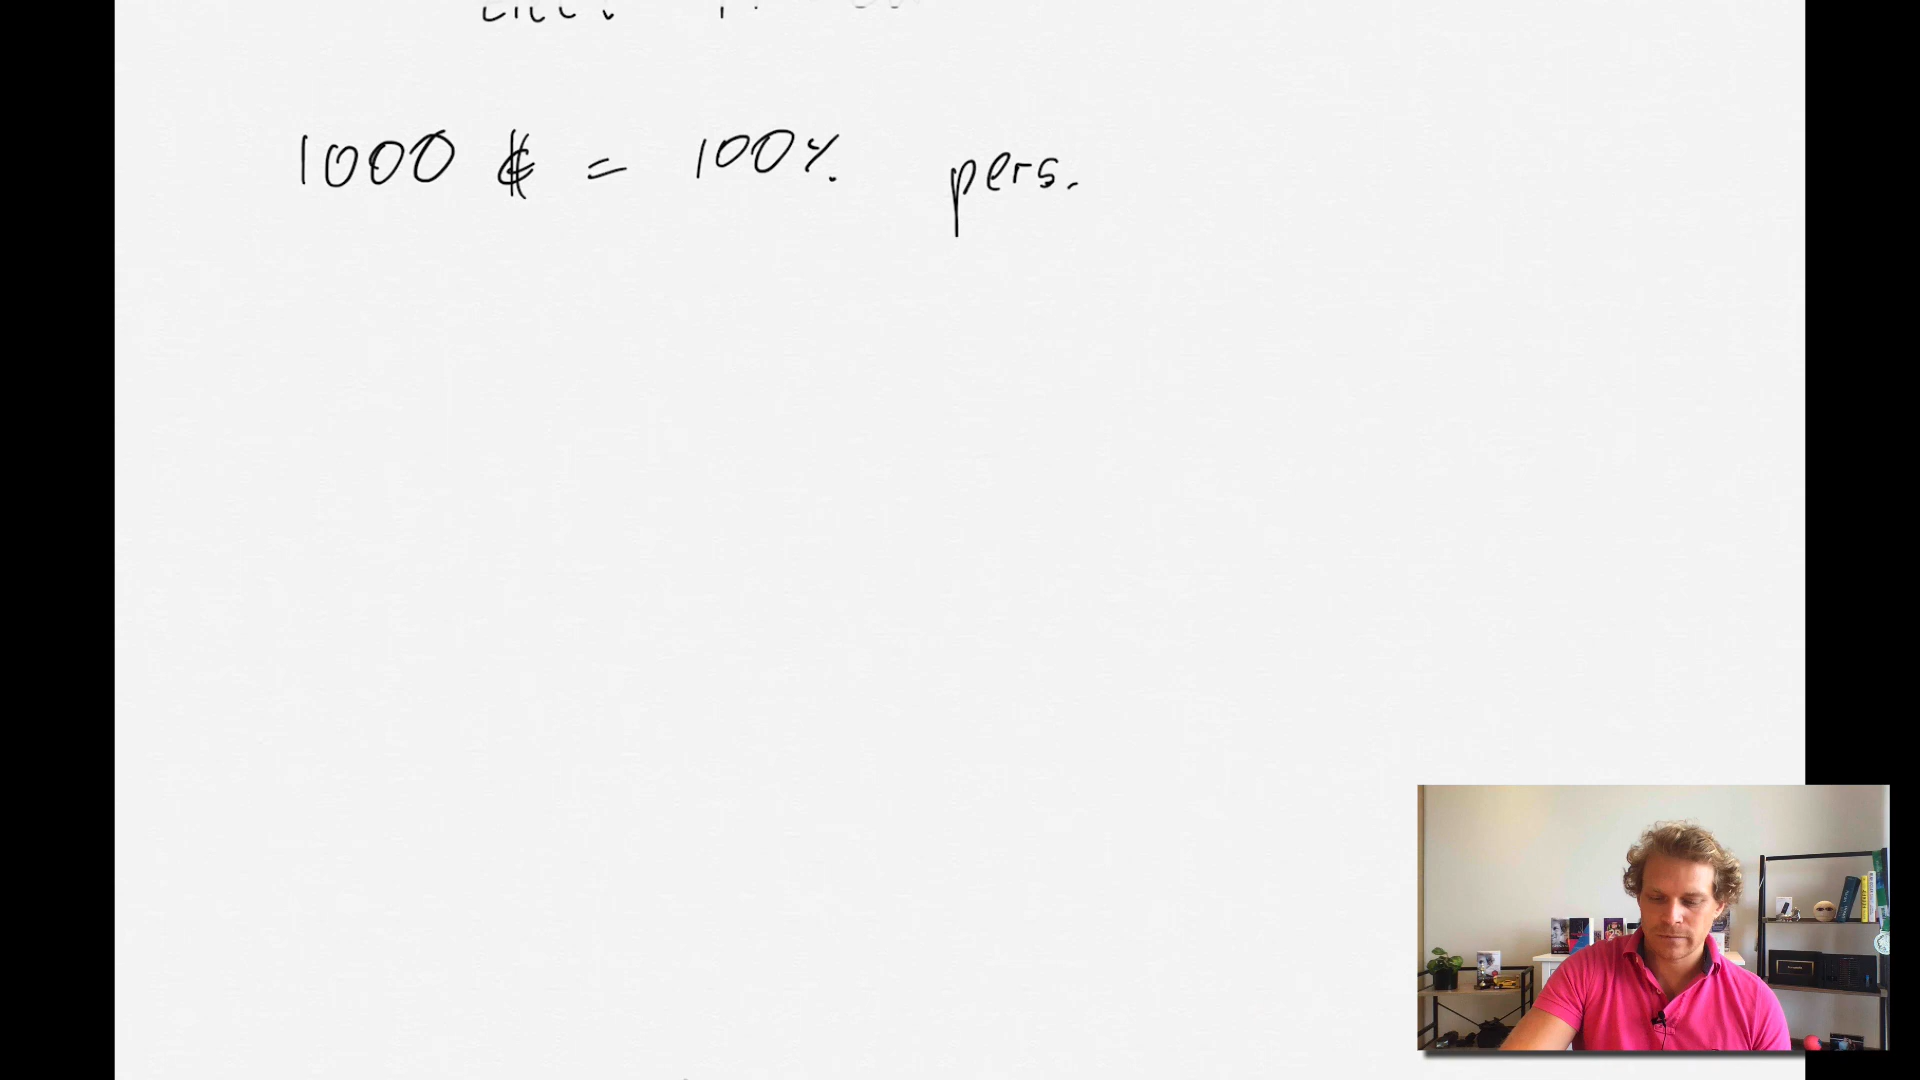 1000 € = 100% pers.